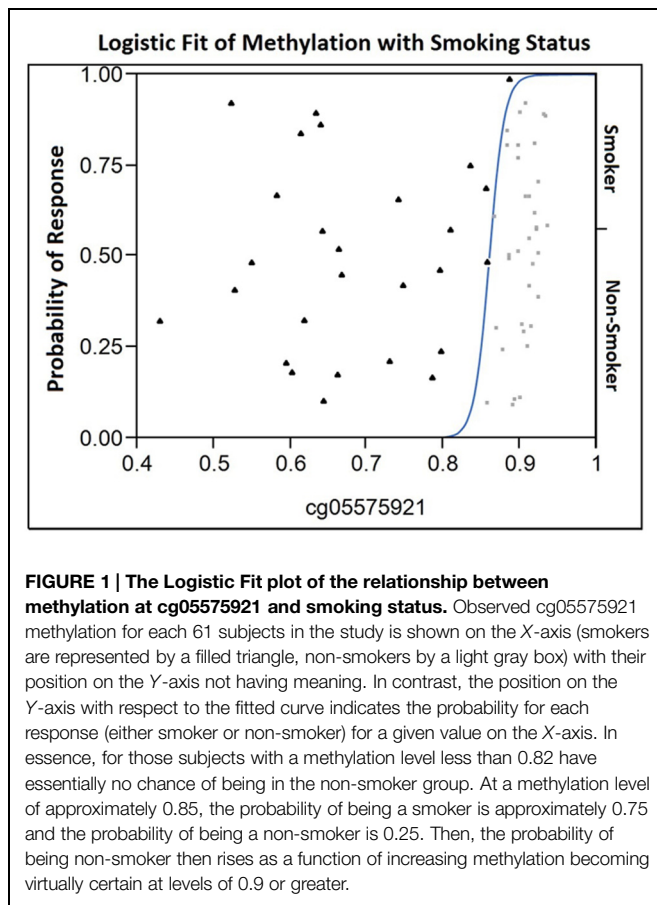 Logistic Fit of Methylation with Smoking Status
1.00
0.75
0.50
0.25
0.00
Probability of Response
Smoker
Non-Smoker
0.4 0.5 0.6 0.7 0.8 0.9 1
cg05575921
FIGURE 1 | The Logistic Fit plot of the relationship between
methylation at cg05575921 and smoking status. Observed cg05575921
methylation for each 61 subjects in the study is shown on the X-axis (smokers
are represented by a filled triangle, non-smokers by a light gray box) with their
position on the Y-axis not having meaning. In contrast, the position on the
Y-axis with respect to the fitted curve indicates the probability for each
response (either smoker or non-smoker) for a given value on the X-axis. In
essence, for those subjects with a methylation level less than 0.82 have
essentially no chance of being in the non-smoker group. At a methylation level
of approximately 0.85, the probability of being a smoker is approximately 0.75
and the probability of being a non-smoker is 0.25. Then, the probability of
being non-smoker then rises as a function of increasing methylation becoming
virtually certain at levels of 0.9 or greater.